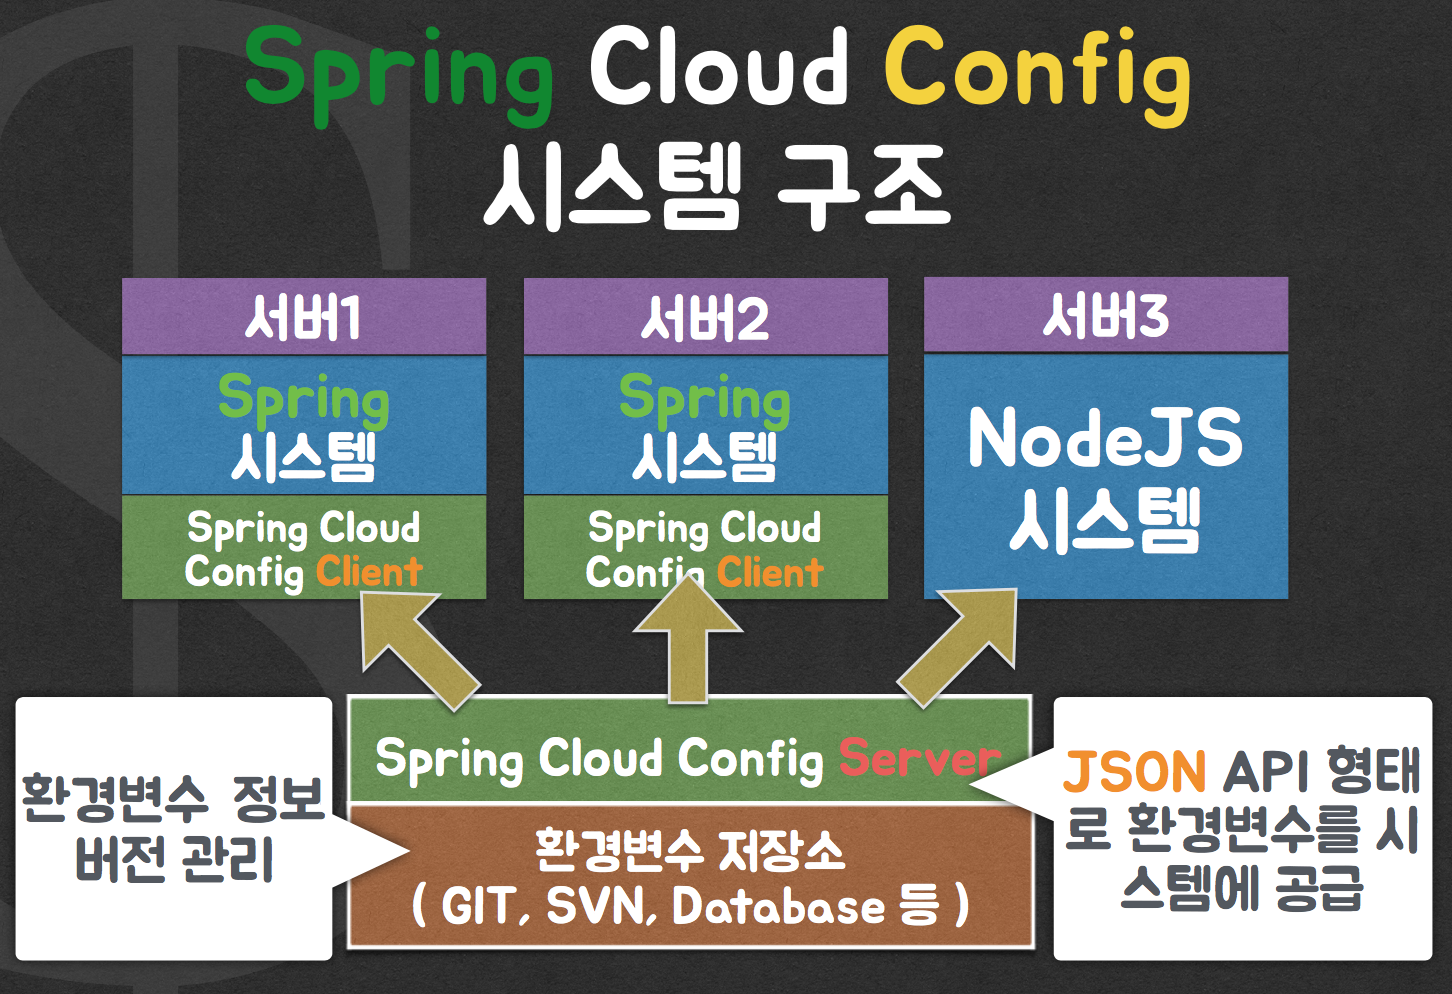 Spring Cloud Config
시스템 구조
서버1
Spring
시스템
Spring Cloud
Config Client
서버2
Spring
시스템
Spring Cloud
Config Client
서버3
NodeJS
시스템
Spring Cloud Config Server
환경변수 저장소
( GIT, SVN, Database 등 )
환경변수 정보
버전 관리
JSON API 형태
로 환경변수를 시
스템에 공급